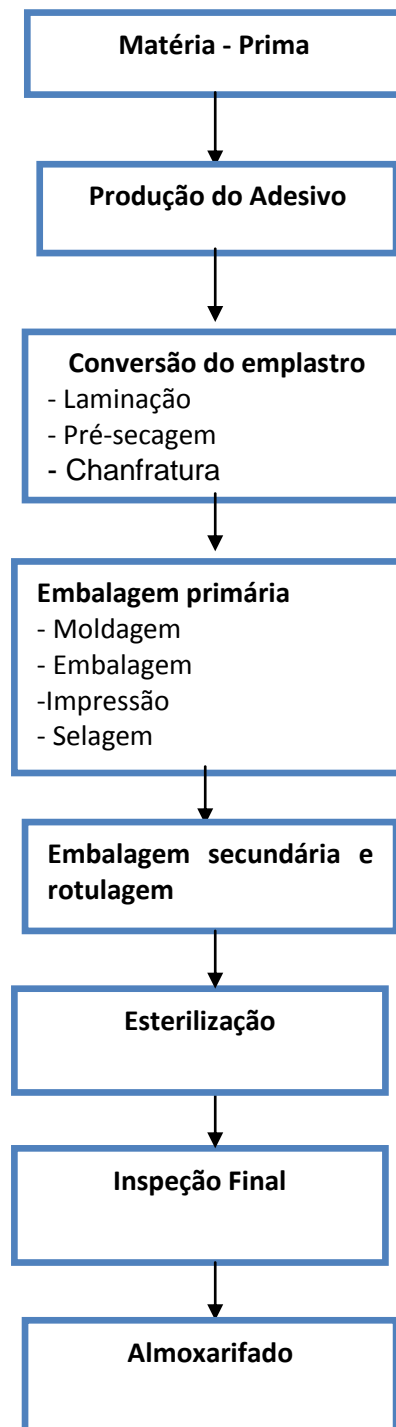 Matéria - Prima
Produção do Adesivo
Conversão do emplastro
- Laminação
- Pré-secagem
- Chanfratura
Embalagem primária
- Moldagem
- Embalagem
-Impressão
- Selagem
Embalagem secundária e
rotulagem
Esterilização
Inspeção Final
Almoxarifado